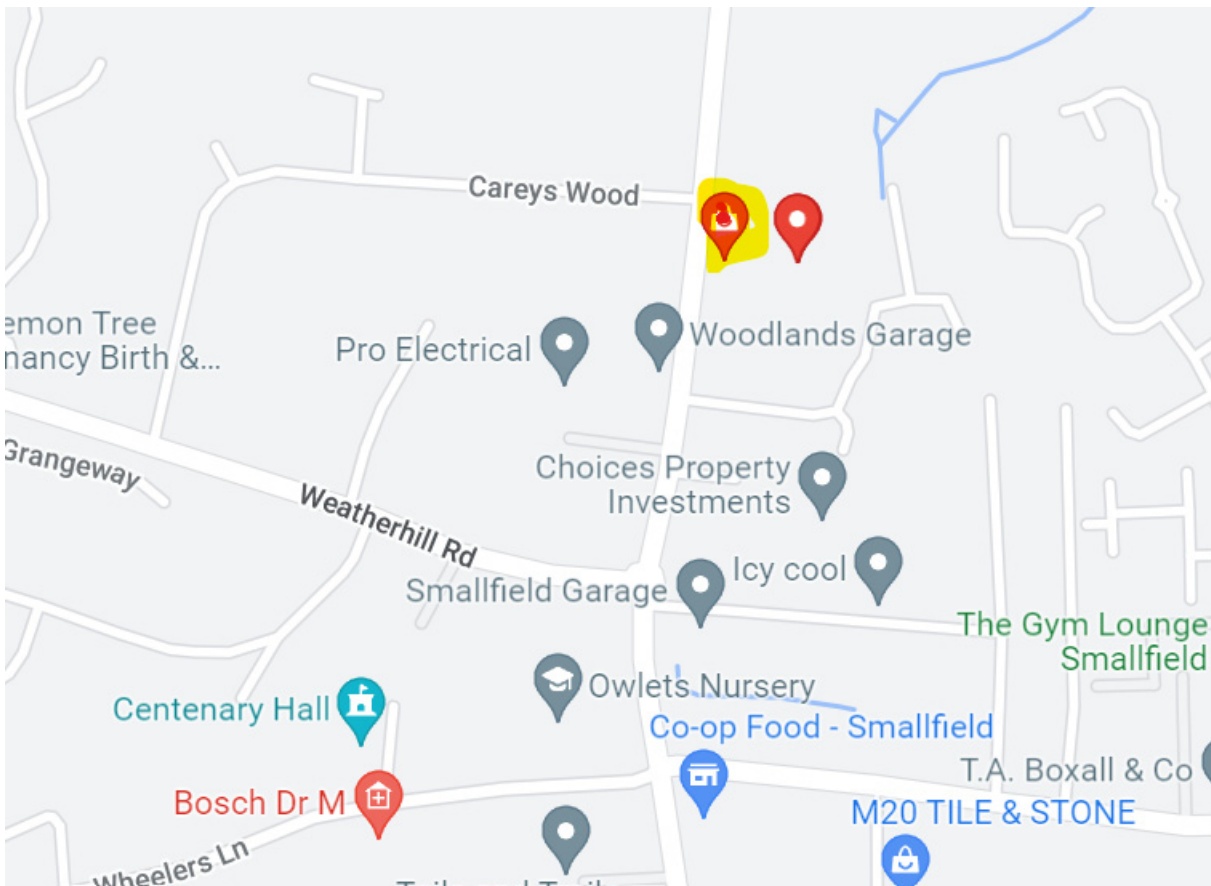 Careys Wood
emon Tree
nancy Birth &...
Pro Electrical
Woodlands Garage
Grangeway
Weatherhill Rd
Choices Property
Investments
Icy cool
Smallfield Garage
The Gym Lounge
Smallfield
Owlets Nursery
Centenary Hall
Co-op Food - Smallfield
T.A. Boxall & Co
Bosch Dr M
M20 TILE & STONE
Wheelers Ln